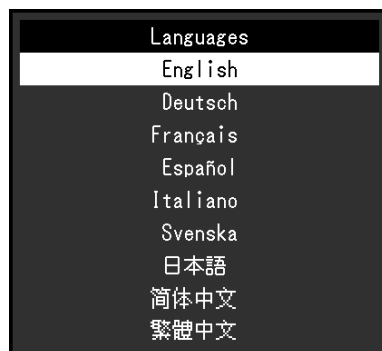 Languages
English
Deutsch
Français
Español
Italiano
Svenska
日本語
简体中文
繁體中文